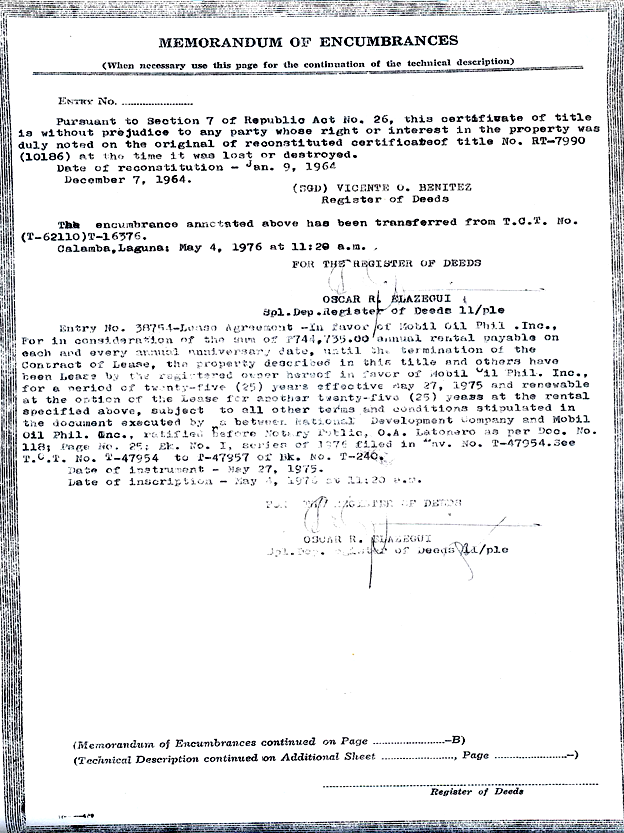 MEMORANDUM OF ENCUMBRANCES
(When necessary use this page for the continuation of the technical description)
ENTRY NO. ........................
Pursuant to Section 7 of Republic Act No. 26, this certificate of title
is without prejudice to any party whose right or interest in the property was
duly noted on the original of reconstituted certificateof title No. RT-7990
(10186) at the time it was lost or destroyed.
Date of reconstitution - Jan. 9, 1964
December 7, 1964.
(SGD) VICENTE O. BENITEZ
Register of Deeds
The encumbrance annotated above has been transferred from T.C.T. No.
(T-62110)T-16376.
Calamba,Laguna; May 4, 1976 at 11:20 a.m. .
FOR THE REGISTER OF DEEDS
OSCAR R. ELAZEGUI
Spl.Dep.Register of Deeds ll/ple
Entry No. 38754-Lease Agreement -In favor of Mobil Oil Phil .Inc.,
For in consideration of the sum of P744,735.00 annual rental payable on
each and every annual anniversary date, until the termination of the
Contract of Lease, the property described in this title and others have
been Lease by the registered owner hereof in favor of Mobil Oil Phil. Inc.,
for a period of twenty-five (25) years effective May 27, 1975 and renewable
at the option of the Lease for another twenty-five (25) years at the rental
specified above, subject to all other terms and conditions stipulated in
the document executed by a between National Development Company and Mobil
Oil Phil. Inc., ratified before Notary Public, O.A. Latonero as per Doc. No.
118; Page No. 25; Bk. No. I, series of 1976 filed in Env. No. T-47954.See
T.C.T. No. T-47954 to T-47957 of Bk. No. T-240.
Date of instrument - May 27, 1975.
Date of inscription - May 4, 1976 at 11:20 a.m.
FOR THE REGISTER OF DEEDS
OSCAR R. ELAZEGUI
Spl.Dep. Register of Deeds ll/ple
(Memorandum of Encumbrances continued on Page ........................-B)
(Technical Description continued on Additional Sheet ........................, Page ........................-)
Register of Deeds